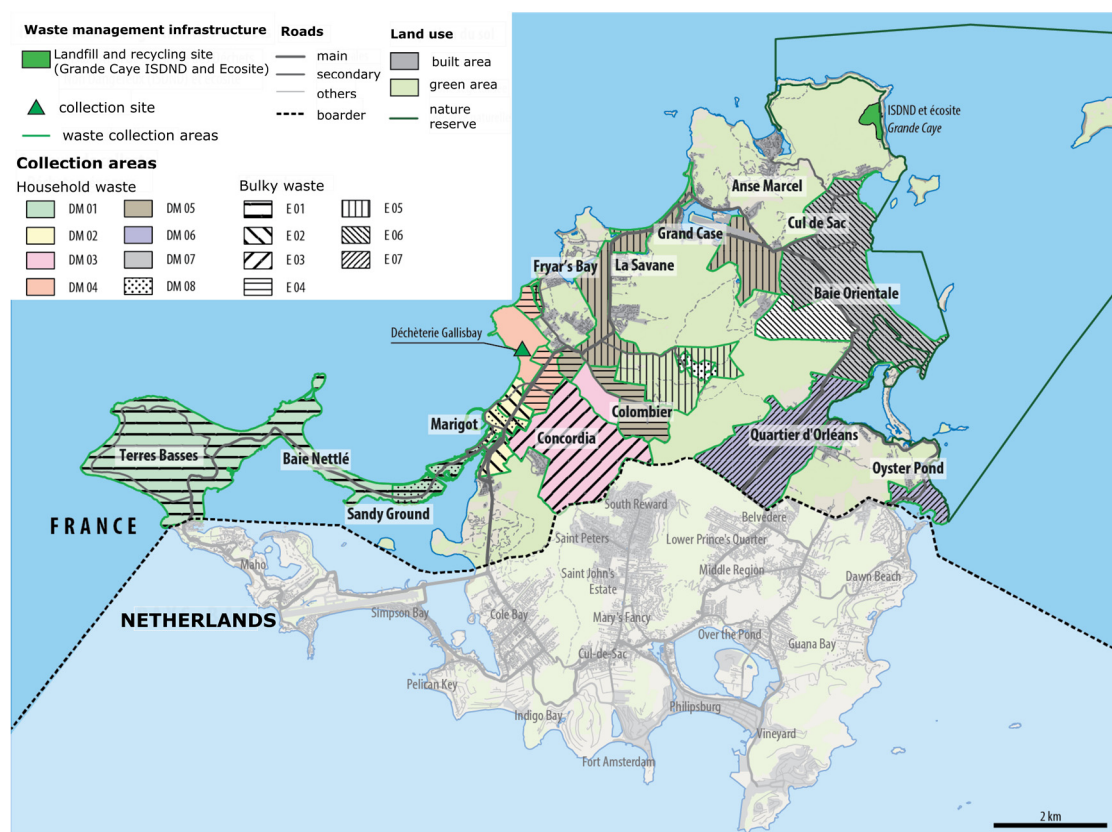 Waste management infrastructure
Landfill and recycling site
(Grande Caye ISDND and Ecosite)
collection site
waste collection areas
Roads
main
secondary
others
boarder
Land use
built area
green area
nature
reserve
Collection areas
Household waste
DM 01
DM 02
DM 03
DM 04
DM 05
DM 06
DM 07
DM 08
Bulky waste
E 01
E 02
E 03
E 04
E 05
E 06
E 07
ISDND et écosite
Grande Caye
Anse Marcel
Cul de Sac
Grand Case
Fryar's Bay
La Savane
Baie Orientale
Déchèterie Gallisbay
Marigot
Colombier
Concordia
Quartier d'Orléans
Terres Basses
Baie Nettlé
Oyster Pond
Sandy Ground
FRANCE
South Reward
Belvédère
Saint Peters
Lower Prince's Quarter
Maho
Saint John's
Estate
Middle Region
Dawn Beach
NETHERLANDS
Simpson Bay
Cole Bay
Mary's Fancy
Over the Pond
Guana Bay
Cul-de-Sac
Pelican Key
Indigo Bay
Philipsburg
Vineyard
Fort Amsterdam
2 km